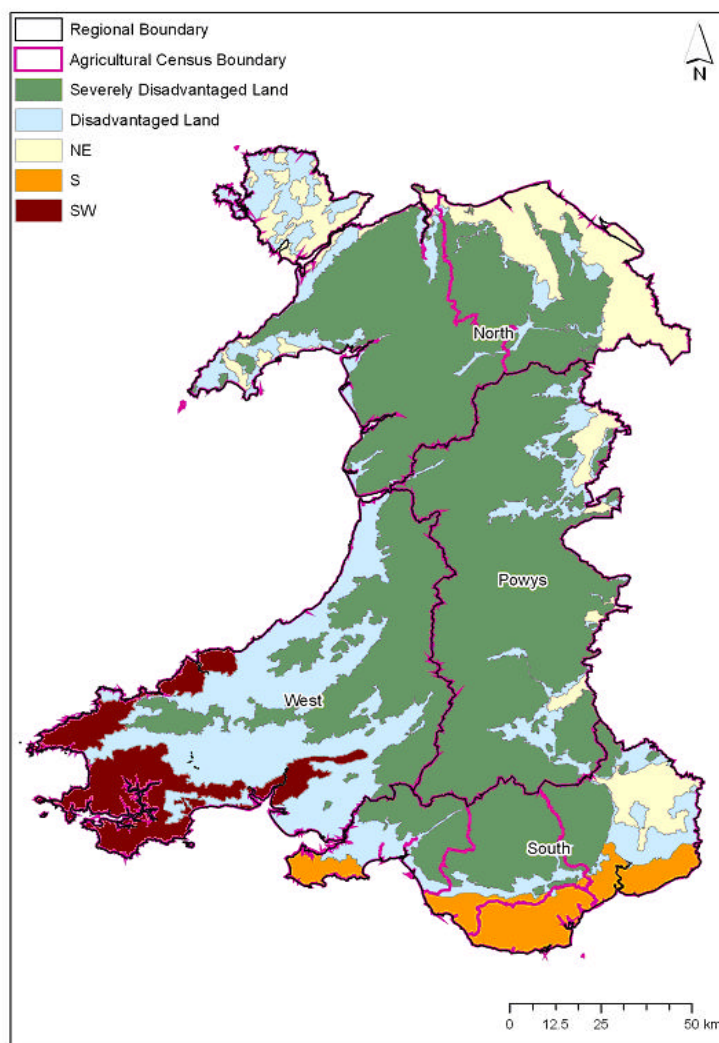 Regional Boundary
Agricultural Census Boundary
Severely Disadvantaged Land
Disadvantaged Land
NE
S
SW
N
North
Powys
West
South
0 12.5 25 50 km